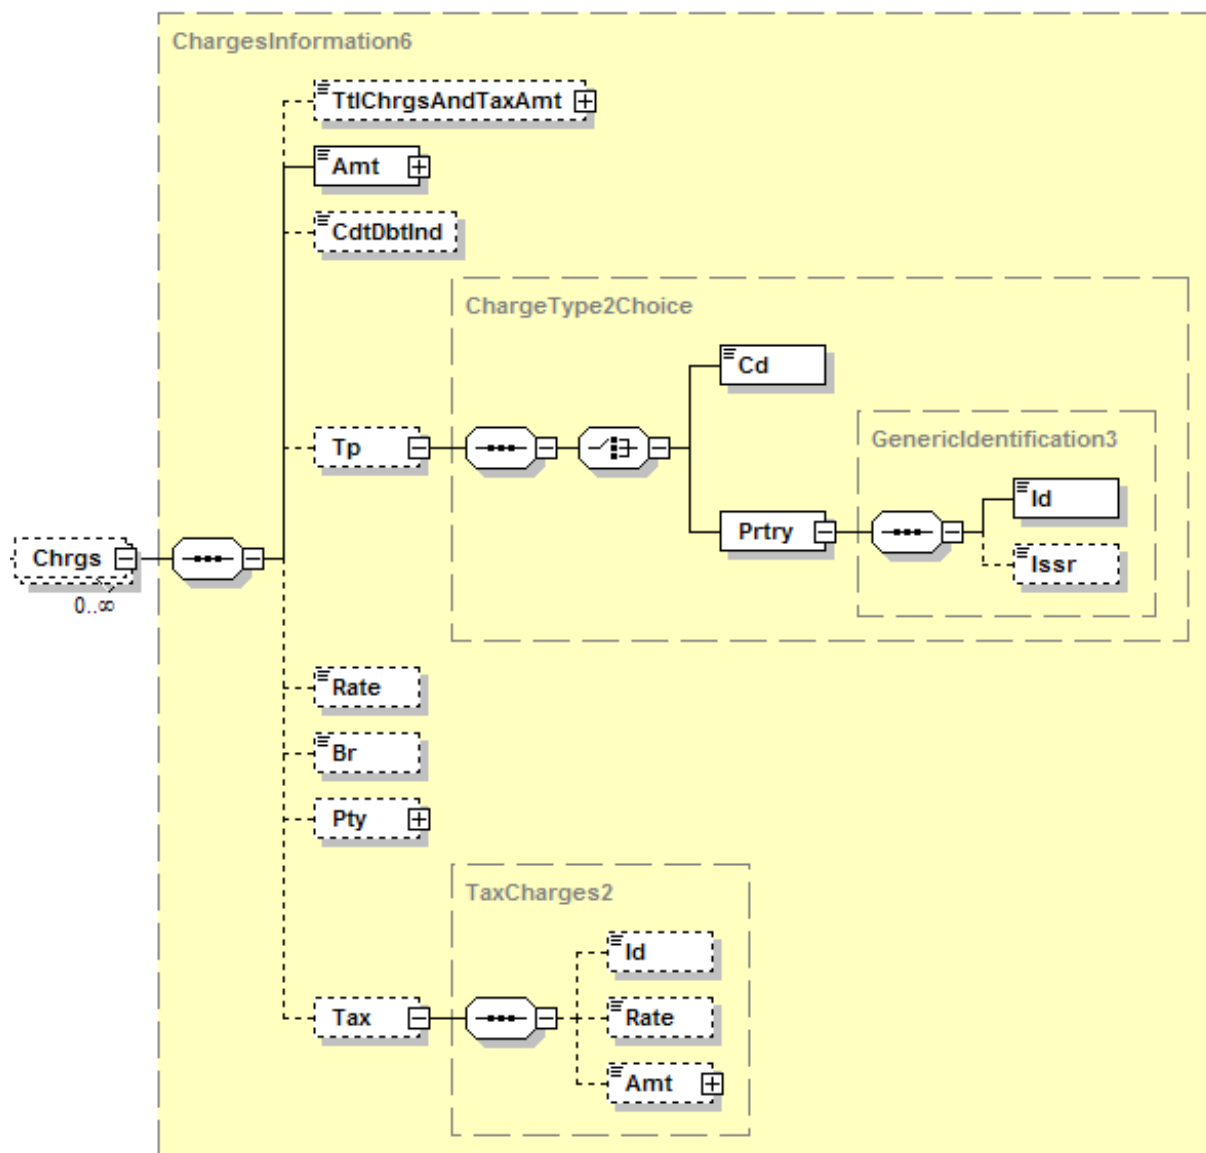 ChargesInformation6
TtlChrgsAndTaxAmt
Amt
CdtDbtInd
ChargeType2Choice
Cd
Tp
GenericIdentification3
Id
Prtry
Issr
Chrgs
0..∞
Rate
Br
Pty
TaxCharges2
Id
Tax
Rate
Amt